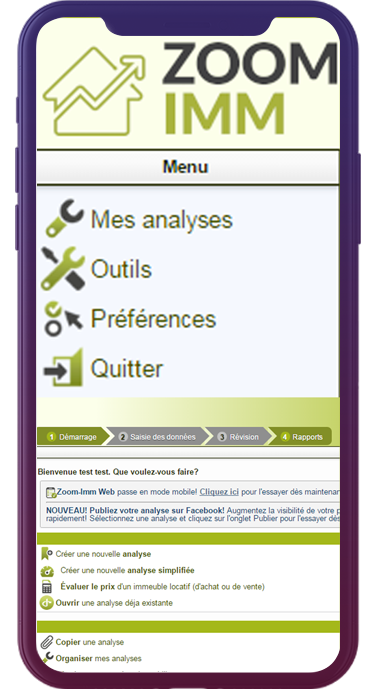 ZOOM
IMM
Menu
Mes analyses
Outils
Préférences
Quitter
1 Démarrage 2 Saisie des données 3 Révision 4 Rapports
Bienvenue test test. Que voulez-vous faire?
Zoom-Imm Web passe en mode mobile! Cliquez ici pour l'essayer dès maintenan
NOUVEAU! Publiez votre analyse sur Facebook! Augmentez la visibilité de votre p
rapidement! Sélectionnez une analyse et cliquez sur l'onglet Publier pour l'essayer dès
Créer une nouvelle analyse
Créer une nouvelle analyse simplifiée
Évaluer le prix d'un immeuble locatif (d'achat ou de vente)
Ouvrir une analyse déja existante
Copier une analyse
Organiser mes analyses